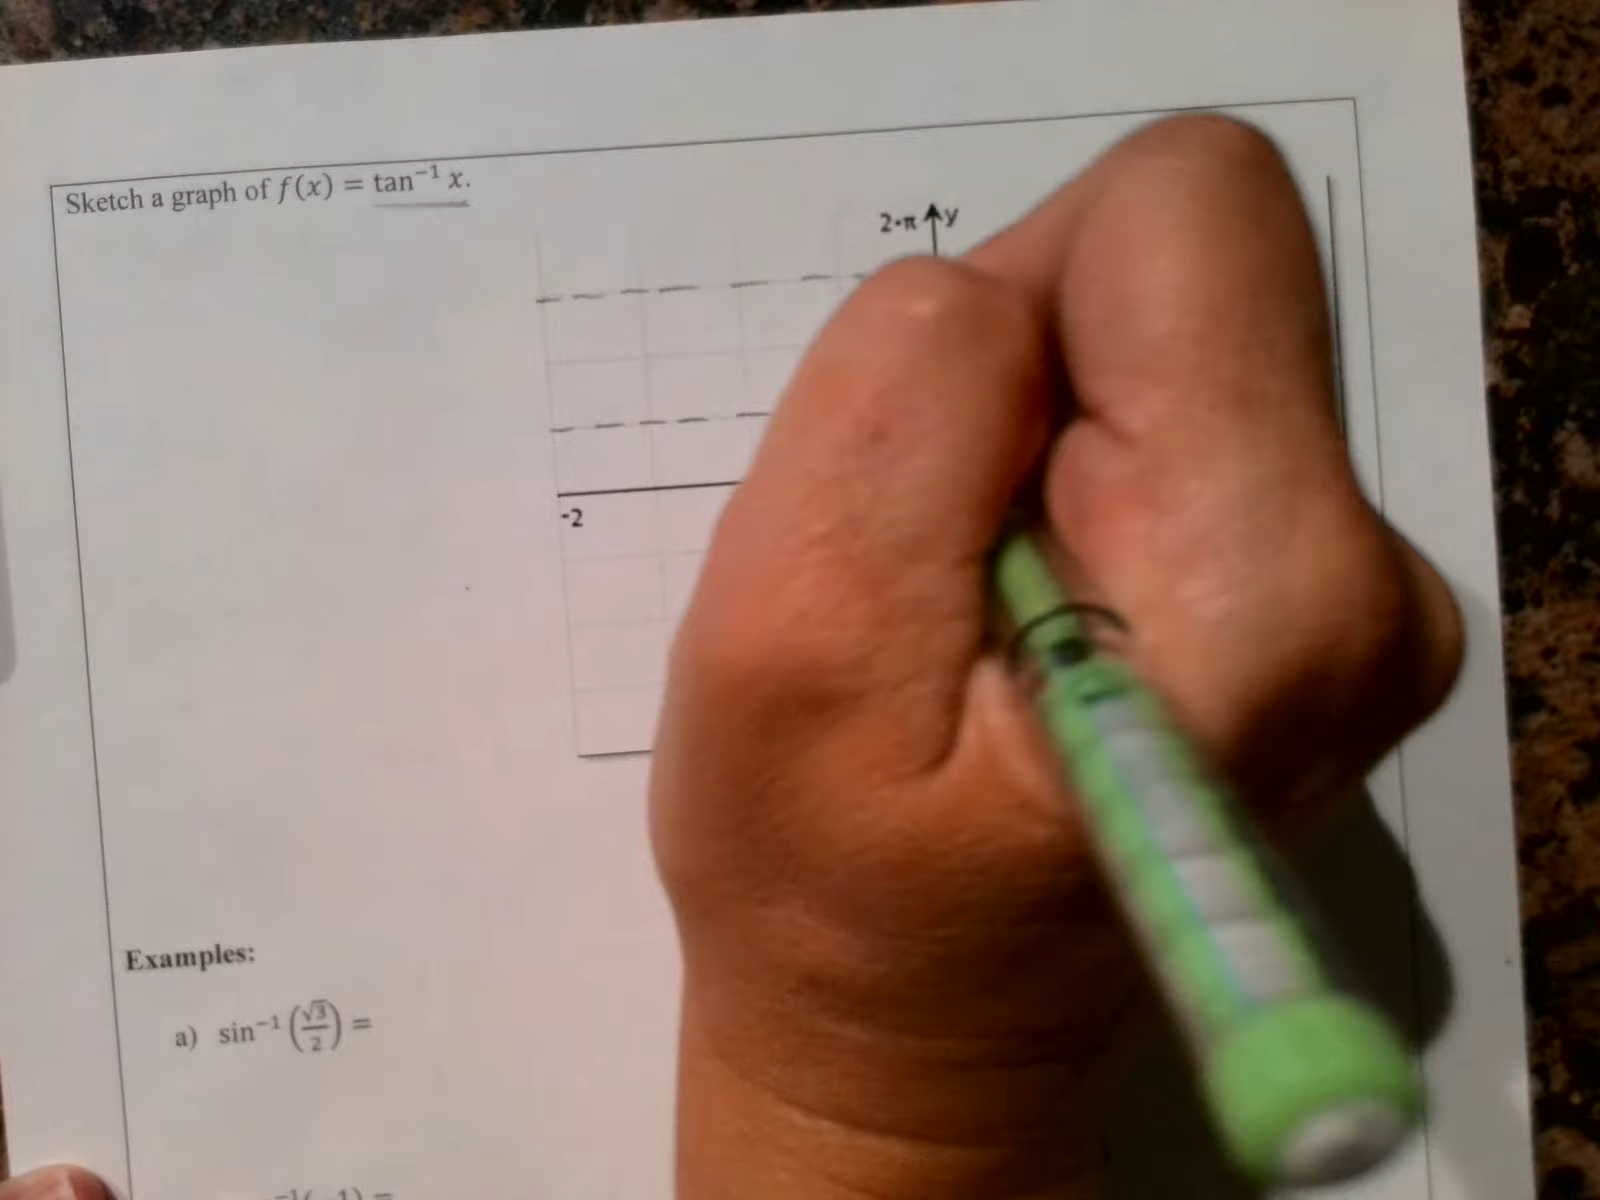 Sketch a graph of f(x) = tan⁻¹ x.
2·π y
-2
Examples:
a) sin⁻¹ (√3/2) =